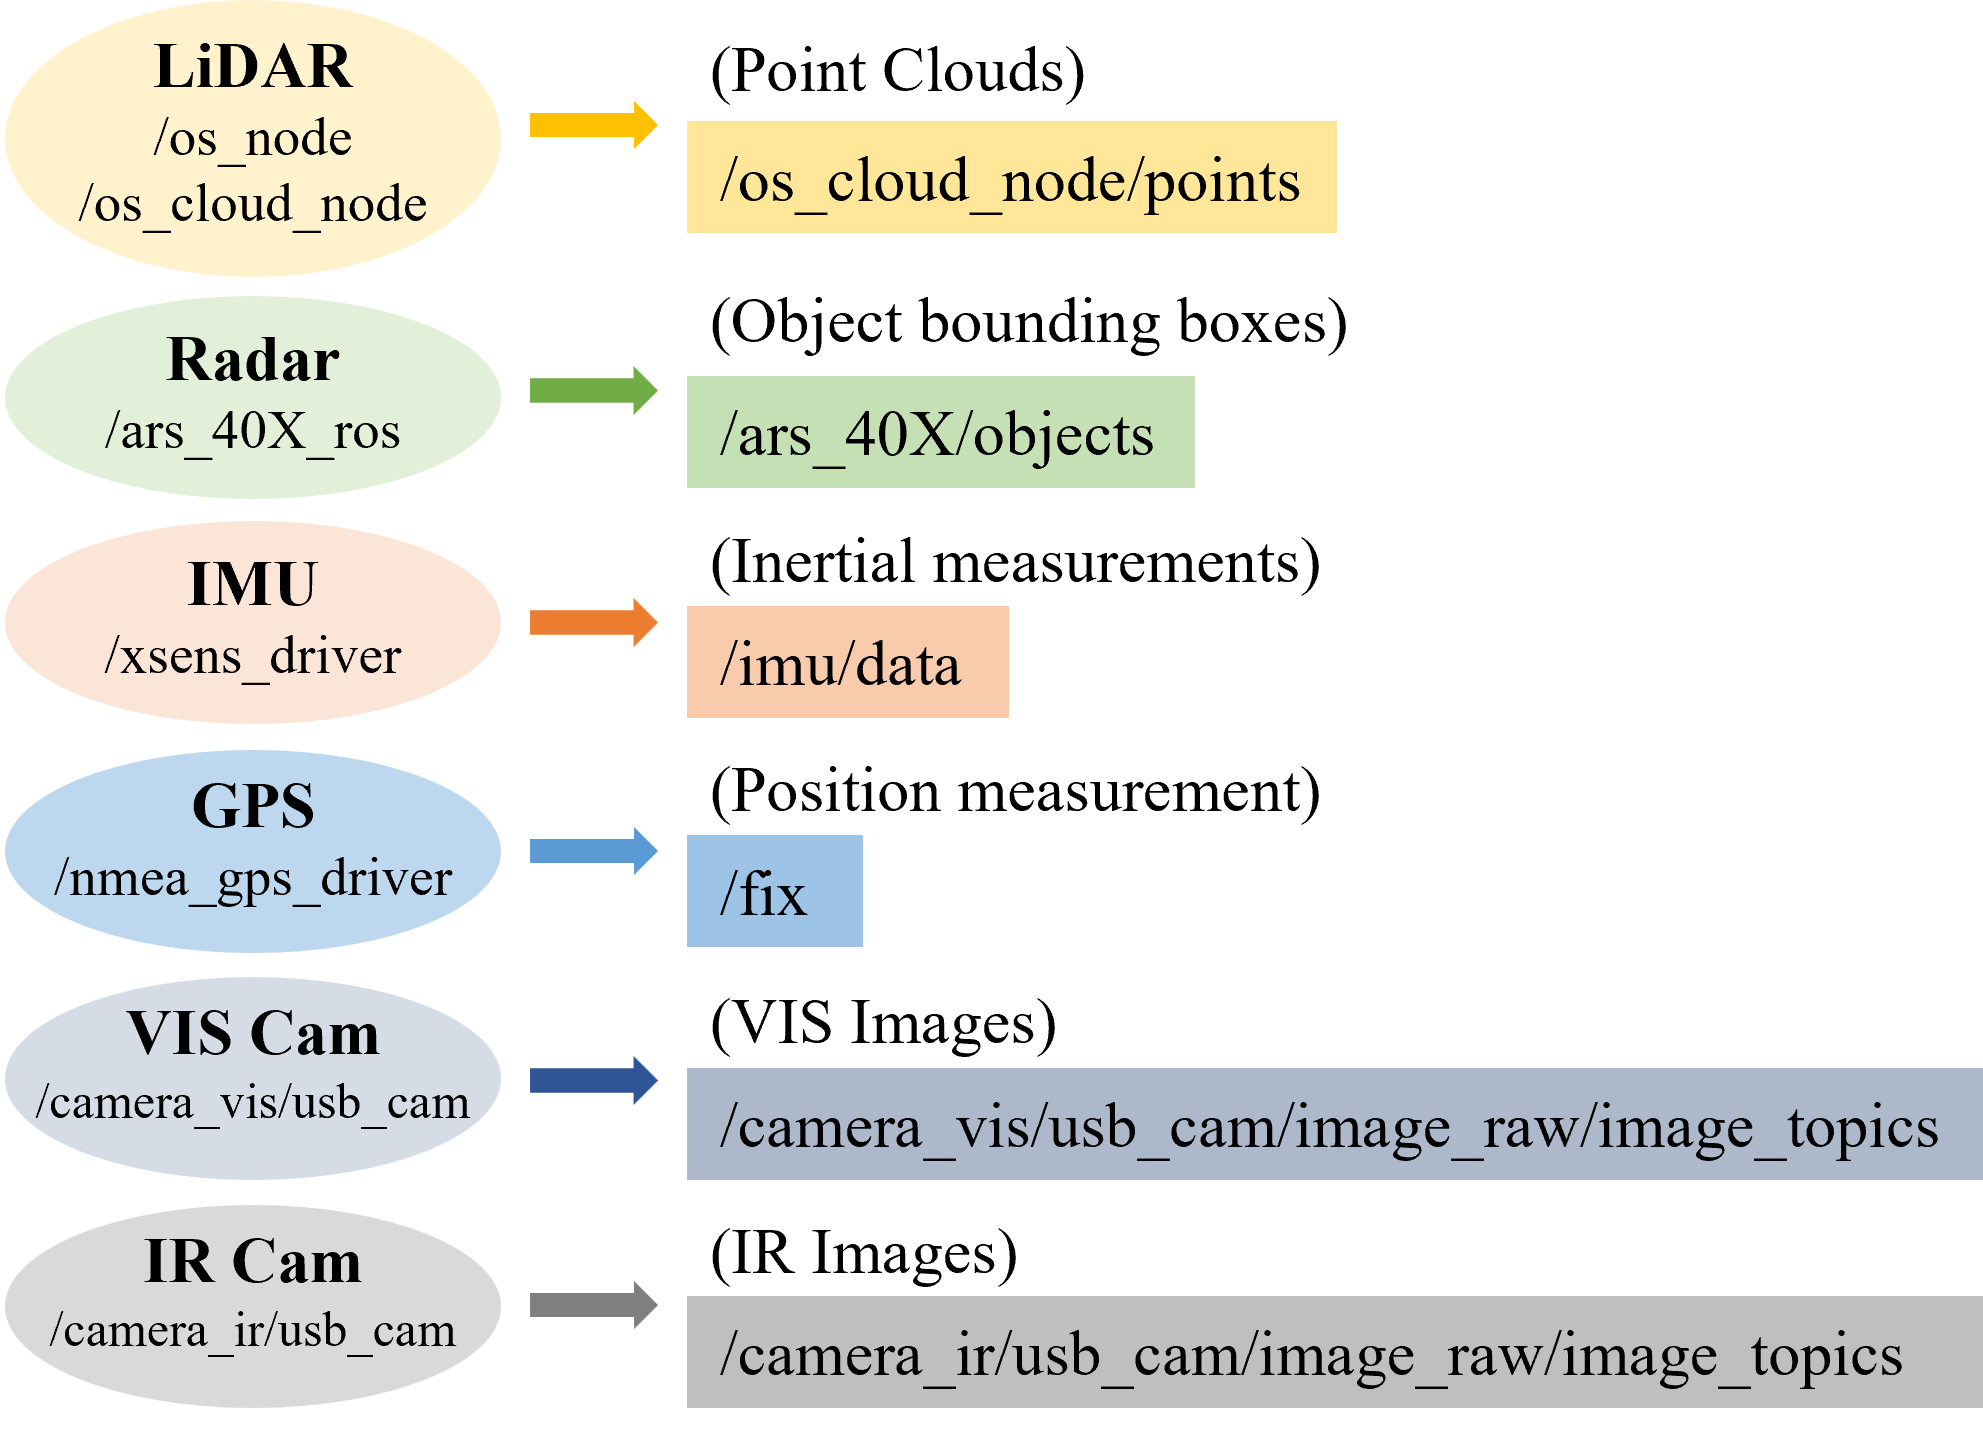 LiDAR
/os_node
/os_cloud_node
(Point Clouds)
/os_cloud_node/points
Radar
/ars_40X_ros
(Object bounding boxes)
/ars_40X/objects
IMU
/xsens_driver
(Inertial measurements)
/imu/data
GPS
/nmea_gps_driver
(Position measurement)
/fix
VIS Cam
/camera_vis/usb_cam
(VIS Images)
/camera_vis/usb_cam/image_raw/image_topics
IR Cam
/camera_ir/usb_cam
(IR Images)
/camera_ir/usb_cam/image_raw/image_topics